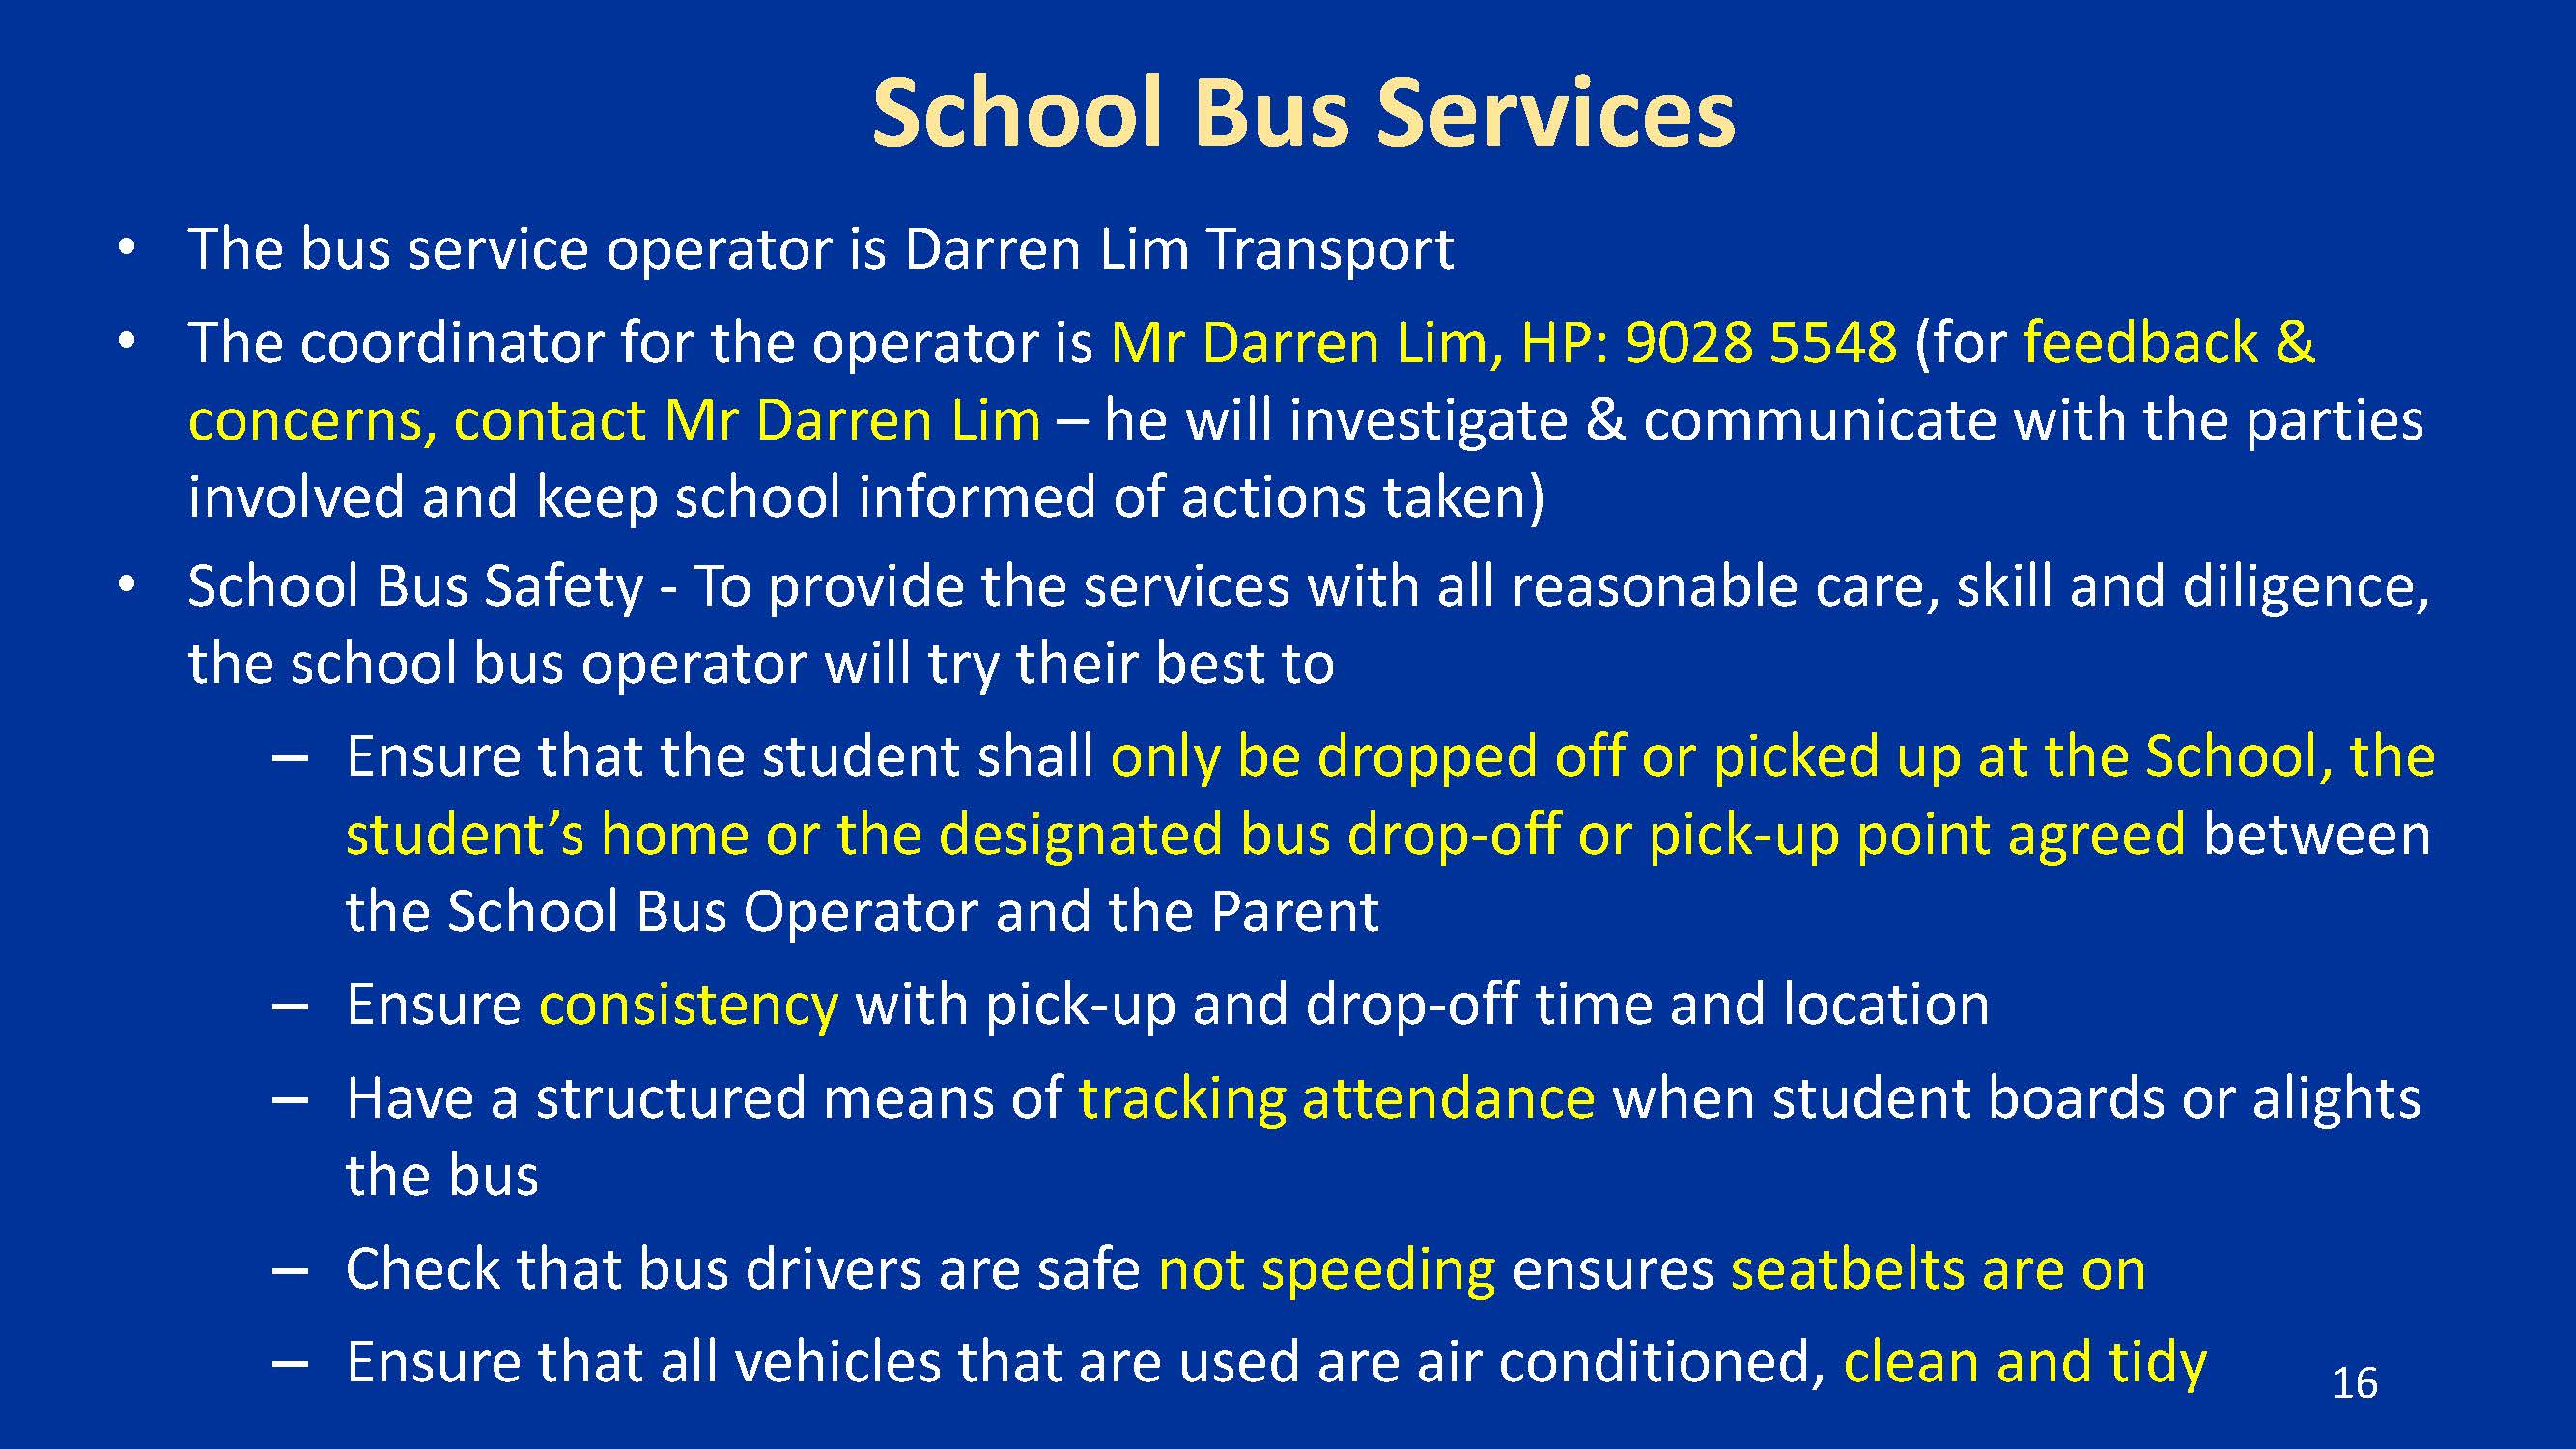 School Bus Services
• The bus service operator is Darren Lim Transport
• The coordinator for the operator is Mr Darren Lim, HP: 9028 5548 (for feedback &
concerns, contact Mr Darren Lim – he will investigate & communicate with the parties
involved and keep school informed of actions taken)
• School Bus Safety - To provide the services with all reasonable care, skill and diligence,
the school bus operator will try their best to
– Ensure that the student shall only be dropped off or picked up at the School, the
student’s home or the designated bus drop-off or pick-up point agreed between
the School Bus Operator and the Parent
– Ensure consistency with pick-up and drop-off time and location
– Have a structured means of tracking attendance when student boards or alights
the bus
– Check that bus drivers are safe not speeding ensures seatbelts are on
– Ensure that all vehicles that are used are air conditioned, clean and tidy
16